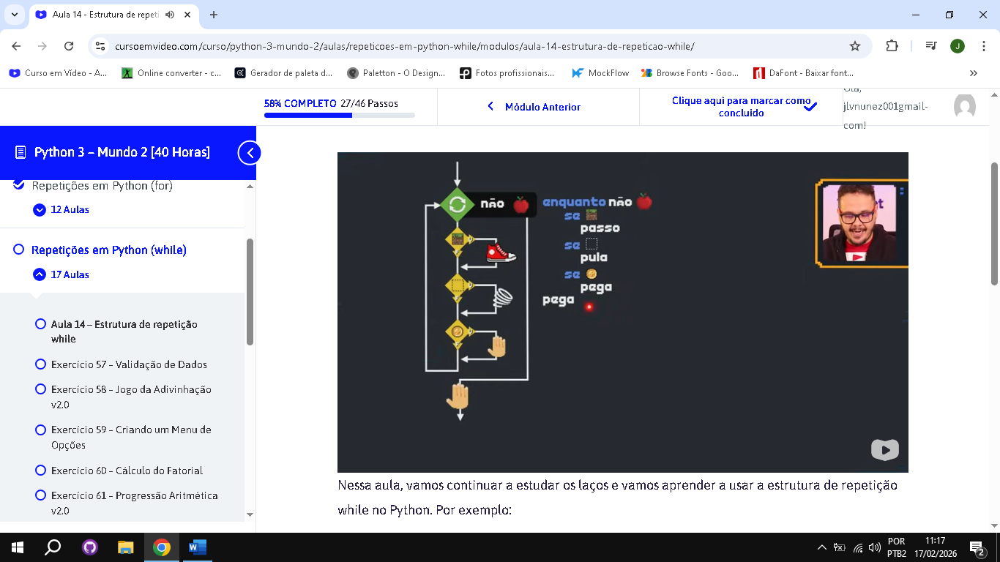 Aula 14 - Estrutura de repeti
cursoemvideo.com/curso/python-3-mundo-2/aulas/repeticoes-em-python-while/modulos/aula-14-estrutura-de-repeticao-while/
J
Curso em Vídeo - A...
Online converter - c...
Gerador de paleta d...
Paletton - O Design...
Fotos profissionais...
MockFlow
Browse Fonts - Goo...
DaFont - Baixar font...
58% COMPLETO 27/46 Passos
Módulo Anterior
Clique aqui para marcar como
concluido
Olá,
jlvnunez001gmail-
com!
Python 3 – Mundo 2 [40 Horas]
Repetições em Python (for)
12 Aulas
Repetições em Python (while)
17 Aulas
Aula 14 – Estrutura de repetição
while
Exercício 57 – Validação de Dados
Exercício 58 – Jogo da Adivinhação
v2.0
Exercício 59 – Criando um Menu de
Opções
Exercício 60 – Cálculo do Fatorial
Exercício 61 – Progressão Aritmética
v2.0
não
enquanto não
se
passo
se
pula
se
pega
pega
Nessa aula, vamos continuar a estudar os laços e vamos aprender a usar a estrutura de repetição
while no Python. Por exemplo:
POR
PTB2
11:17
17/02/2026
2